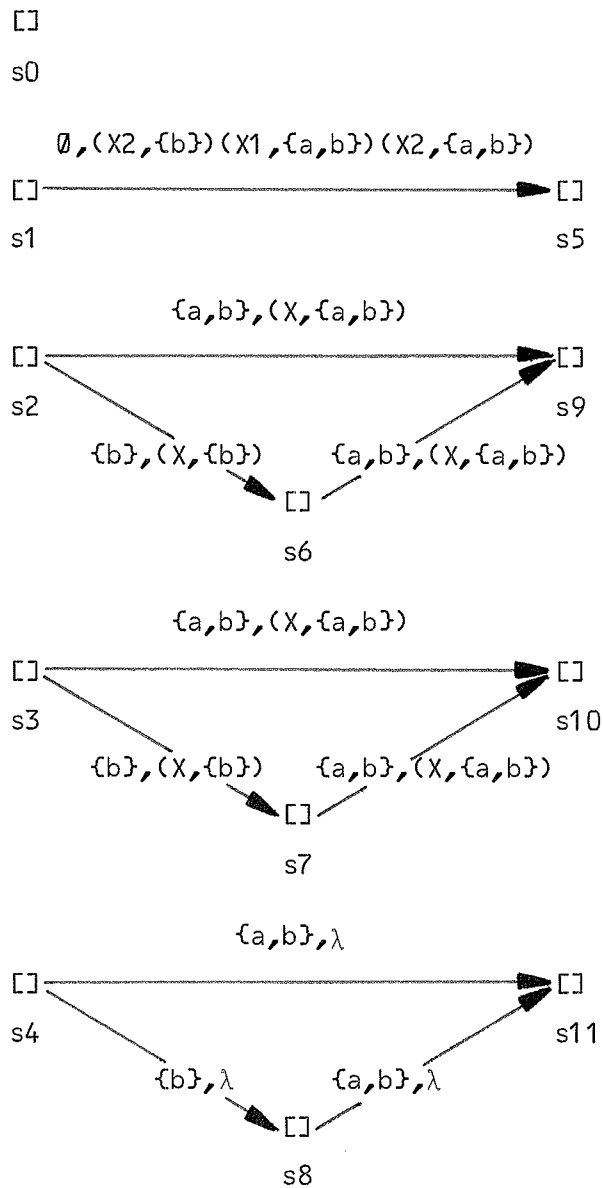 []
s0
Ø,(X2,{b})(X1,{a,b})(X2,{a,b})
[] []
s1 s5
{a,b},(X,{a,b})
[] []
s2 s9
{b},(X,{b}) {a,b},(X,{a,b})
[]
s6
{a,b},(X,{a,b})
[] []
s3 s10
{b},(X,{b}) {a,b},(X,{a,b})
[]
s7
{a,b},λ
[] []
s4 s11
{b},λ {a,b},λ
[]
s8